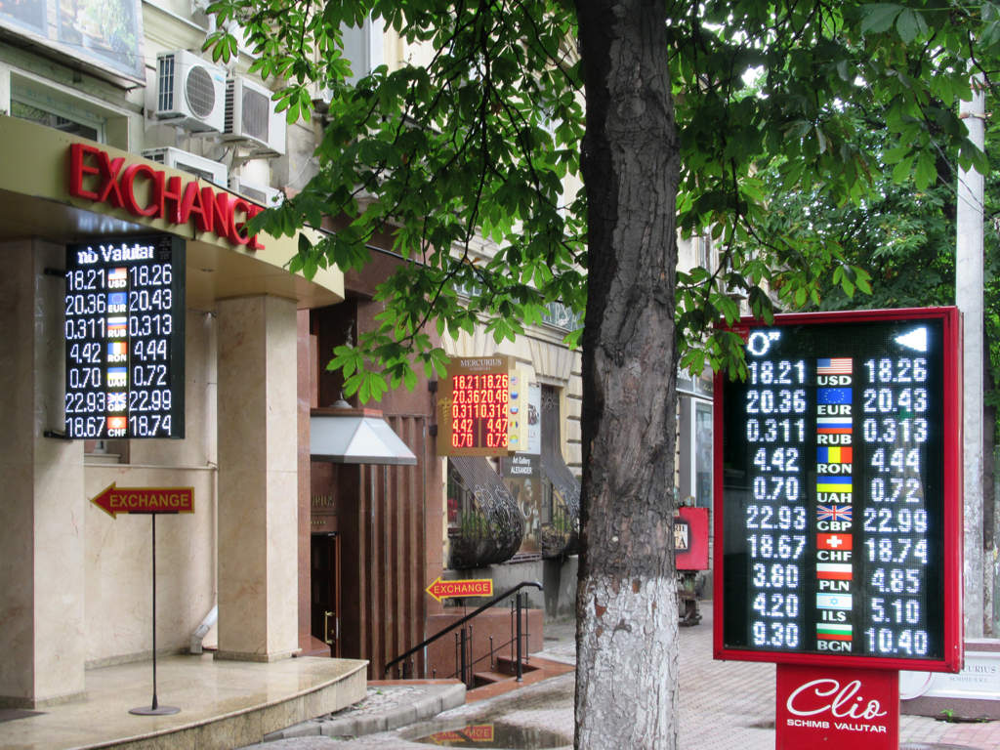 EXCHANGE
mb Valutar
18.21 USD 18.26
20.36 EUR 20.43
0.311 RUB 0.313
4.42 RON 4.44
0.70 UAH 0.72
22.93 GBP 22.99
18.67 CHF 18.74
EXCHANGE
MERCURIUS
18.21 18.26
20.36 20.46
0.311 0.314
4.42 4.47
0.70 0.73
Art Gallery
ALEXANDER
EXCHANGE
O"
18.21 USD 18.26
20.36 EUR 20.43
0.311 RUB 0.313
4.42 RON 4.44
0.70 UAH 0.72
22.93 GBP 22.99
18.67 CHF 18.74
3.60 PLN 4.85
4.20 ILS 5.10
9.30 BGN 10.40
Clio
SCHIMB VALUTAR